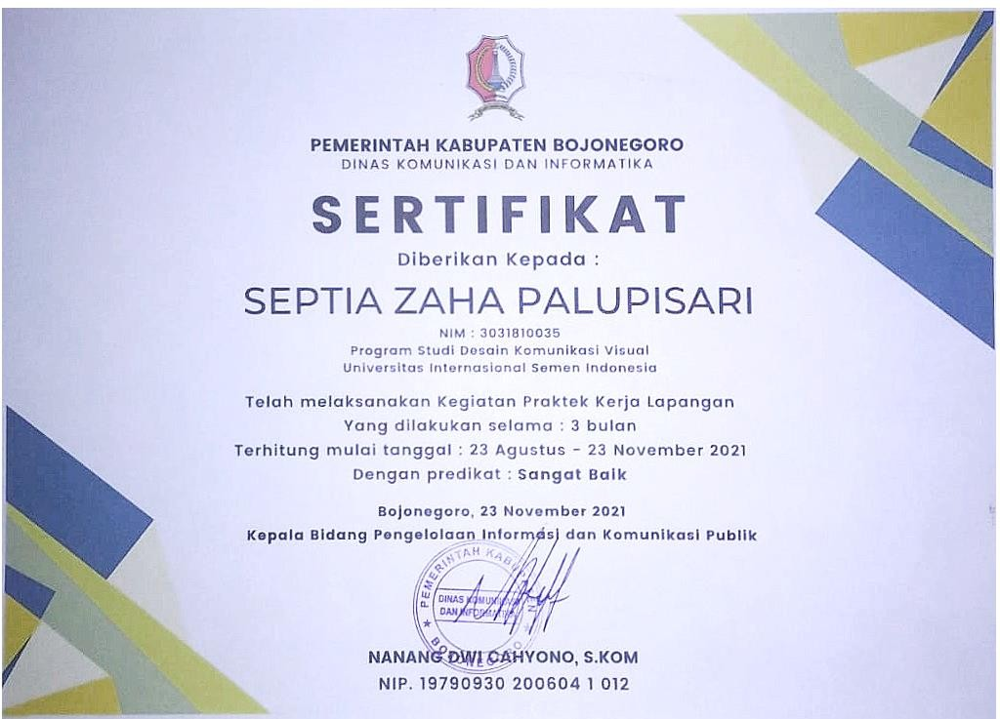 PEMERINTAH KABUPATEN BOJONEGORO
DINAS KOMUNIKASI DAN INFORMATIKA
SERTIFIKAT
Diberikan Kepada :
SEPTIA ZAHA PALUPISARI
NIM : 3031810035
Program Studi Desain Komunikasi Visual
Universitas Internasional Semen Indonesia
Telah melaksanakan Kegiatan Praktek Kerja Lapangan
Yang dilakukan selama : 3 bulan
Terhitung mulai tanggal : 23 Agustus - 23 November 2021
Dengan predikat : Sangat Baik
Bojonegoro, 23 November 2021
Kepala Bidang Pengelolaan Informasi dan Komunikasi Publik
PEMERINTAH KABUPATEN
DINAS KOMUNIKASI
DAN INFORMATIKA
BOJONEGORO
NANANG DWI CAHYONO, S.KOM
NIP. 19790930 200604 1 012